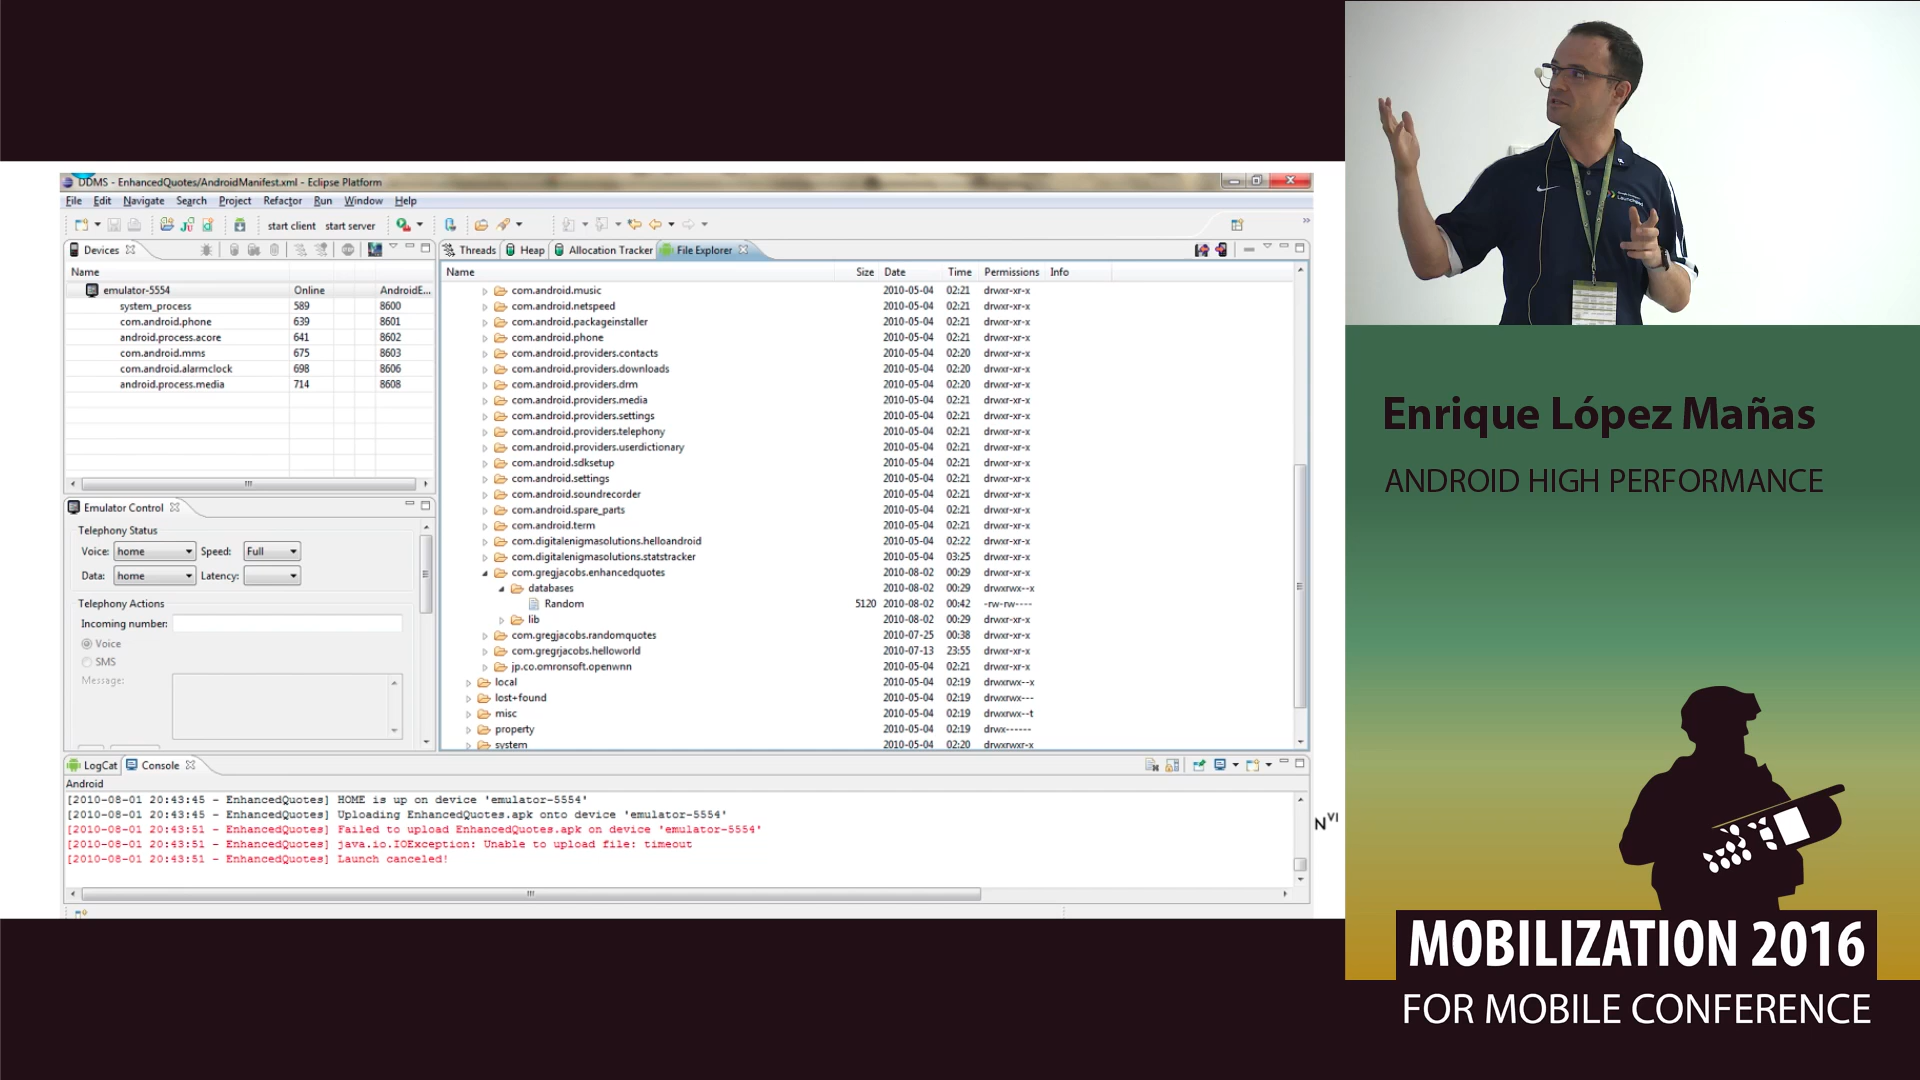 DDMS - EnhancedQuotes/AndroidManifest.xml - Eclipse Platform
File Edit Navigate Search Project Refactor Run Window Help
start client start server
Devices
Name
emulator-5554 Online AndroidE...
system_process 589 8600
com.android.phone 639 8601
android.process.acore 641 8602
com.android.mms 675 8603
com.android.alarmclock 698 8606
android.process.media 714 8608
Emulator Control
Telephony Status
Voice: home Speed: Full
Data: home Latency:
Telephony Actions
Incoming number:
Voice
SMS
Message:
Threads Heap Allocation Tracker File Explorer
Name Size Date Time Permissions Info
com.android.music 2010-05-04 02:21 drwxr-xr-x
com.android.netspeed 2010-05-04 02:21 drwxr-xr-x
com.android.packageinstaller 2010-05-04 02:21 drwxr-xr-x
com.android.phone 2010-05-04 02:21 drwxr-xr-x
com.android.providers.contacts 2010-05-04 02:20 drwxr-xr-x
com.android.providers.downloads 2010-05-04 02:20 drwxr-xr-x
com.android.providers.drm 2010-05-04 02:20 drwxr-xr-x
com.android.providers.media 2010-05-04 02:21 drwxr-xr-x
com.android.providers.settings 2010-05-04 02:21 drwxr-xr-x
com.android.providers.telephony 2010-05-04 02:21 drwxr-xr-x
com.android.providers.userdictionary 2010-05-04 02:21 drwxr-xr-x
com.android.sdksetup 2010-05-04 02:21 drwxr-xr-x
com.android.settings 2010-05-04 02:21 drwxr-xr-x
com.android.soundrecorder 2010-05-04 02:21 drwxr-xr-x
com.android.spare_parts 2010-05-04 02:21 drwxr-xr-x
com.android.term 2010-05-04 02:21 drwxr-xr-x
com.digitalenigmasolutions.helloandroid 2010-05-04 02:22 drwxr-xr-x
com.digitalenigmasolutions.statstracker 2010-05-04 03:25 drwxr-xr-x
com.gregjacobs.enhancedquotes 2010-08-02 00:29 drwxr-xr-x
databases 2010-08-02 00:29 drwxrwx--x
Random 5120 2010-08-02 00:42 -rw-rw----
lib 2010-08-02 00:29 drwxr-xr-x
com.gregjacobs.randomquotes 2010-07-25 00:38 drwxr-xr-x
com.gregrjacobs.helloworld 2010-07-13 23:55 drwxr-xr-x
jp.co.omronsoft.openwnn 2010-05-04 02:21 drwxr-xr-x
local 2010-05-04 02:19 drwxrwx--x
lost+found 2010-05-04 02:19 drwxrwx---
misc 2010-05-04 02:19 drwxrwx--t
property 2010-05-04 02:19 drwx------
system 2010-05-04 02:20 drwxrwxr-x
LogCat Console
Android
[2010-08-01 20:43:45 - EnhancedQuotes] HOME is up on device 'emulator-5554'
[2010-08-01 20:43:45 - EnhancedQuotes] Uploading EnhancedQuotes.apk onto device 'emulator-5554'
[2010-08-01 20:43:51 - EnhancedQuotes] Failed to upload EnhancedQuotes.apk on device 'emulator-5554'
[2010-08-01 20:43:51 - EnhancedQuotes] java.io.IOException: Unable to upload file: timeout
[2010-08-01 20:43:51 - EnhancedQuotes] Launch canceled!
NVI
Enrique López Mañas
ANDROID HIGH PERFORMANCE
MOBILIZATION 2016
FOR MOBILE CONFERENCE